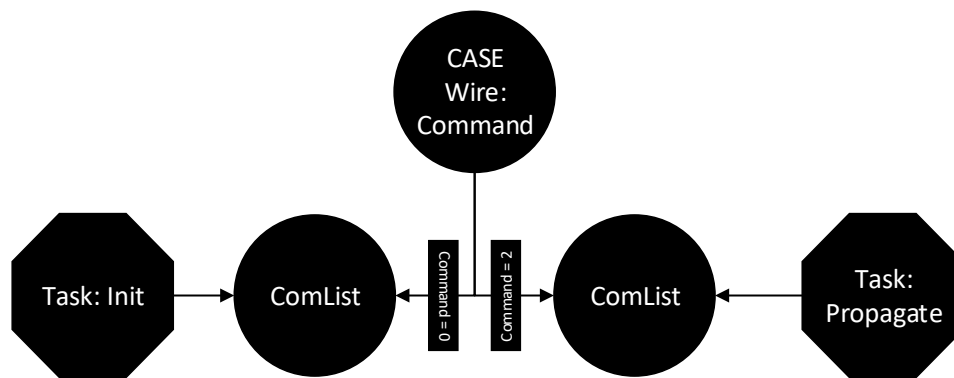 CASE
Wire:
Command
Task: Init
ComList
Command = 0
Command = 2
ComList
Task:
Propagate